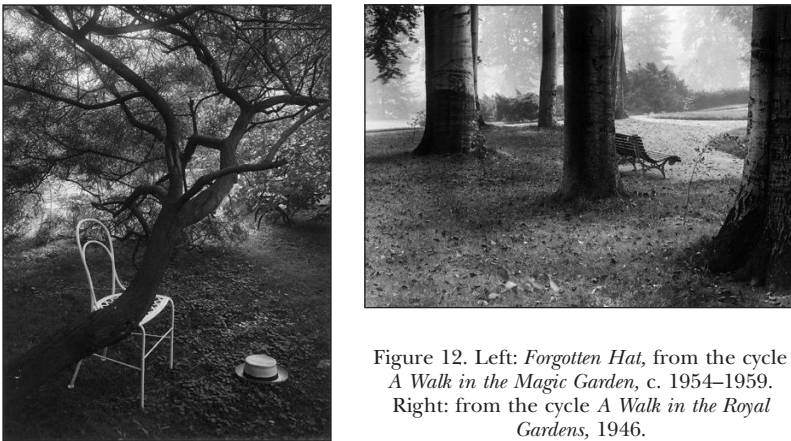 Figure 12. Left: Forgotten Hat, from the cycle
A Walk in the Magic Garden, c. 1954–1959.
Right: from the cycle A Walk in the Royal
Gardens, 1946.